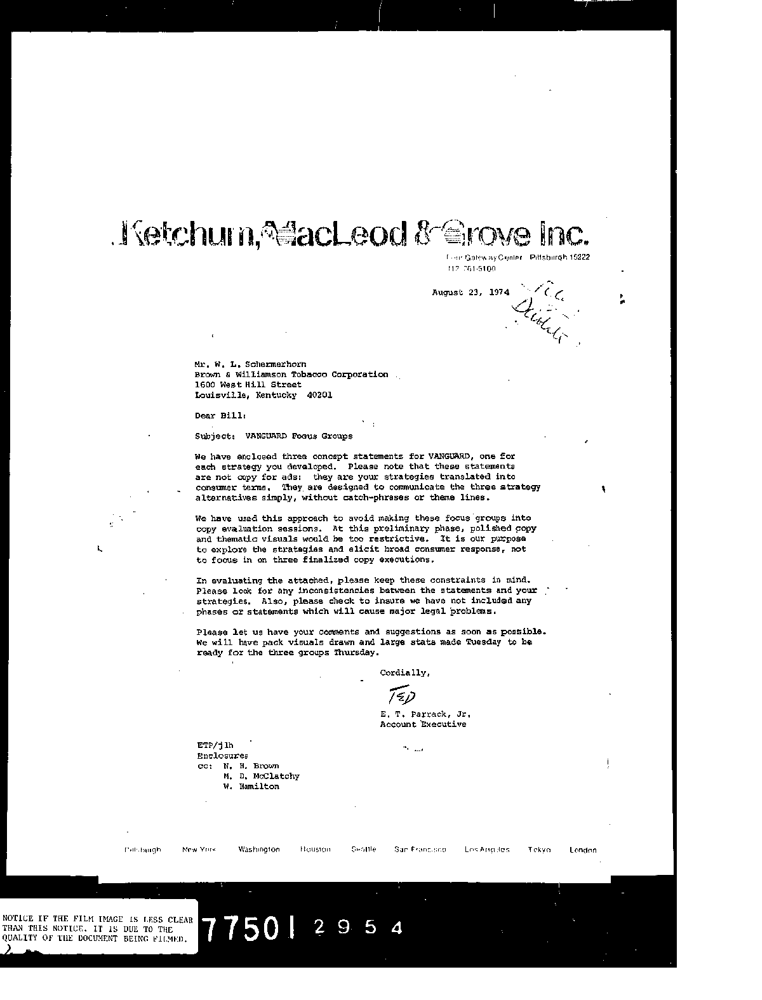 Ketchum, MacLeod & Grove Inc.
Four Gateway Center Pittsburgh 15222
412-261-5100
August 23, 1974
Mr. W. L. Schermerhorn
Brown & Williamson Tobacco Corporation
1600 West Hill Street
Louisville, Kentucky 40201
Dear Bill:
Subject: VANGUARD Focus Groups
We have enclosed three concept statements for VANGUARD, one for
each strategy you developed. Please note that these statements
are not copy for ads: they are your strategies translated into
consumer terms. They are designed to communicate the three strategy
alternatives simply, without catch-phrases or theme lines.
We have used this approach to avoid making these focus groups into
copy evaluation sessions. At this preliminary phase, polished copy
and thematic visuals would be too restrictive. It is our purpose
to explore the strategies and elicit broad consumer response, not
to focus in on three finalized copy executions.
In evaluating the attached, please keep these constraints in mind.
Please look for any inconsistencies between the statements and your
strategies. Also, please check to insure we have not included any
phases or statements which will cause major legal problems.
Please let us have your comments and suggestions as soon as possible.
We will have pack visuals drawn and large stats made Tuesday to be
ready for the three groups Thursday.
Cordially,
TED
E. T. Parrack, Jr.
Account Executive
ETP/jlh
Enclosures
cc: N. H. Brown
M. D. McClatchy
W. Hamilton
Pittsburgh New York Washington Houston Seattle San Francisco Los Angeles Tokyo London
NOTICE IF THE FILM IMAGE IS LESS CLEAR
THAN THIS NOTICE, IT IS DUE TO THE
QUALITY OF THE DOCUMENT BEING FILMED.
77501 2954